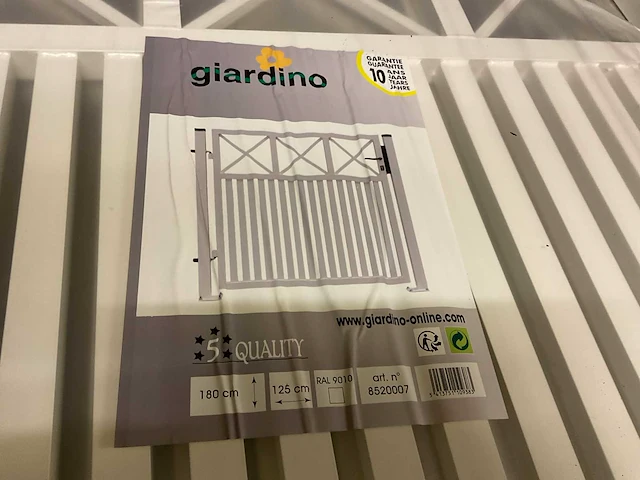 giardino
GARANTIE
GUARANTEE
10 ANS
JAAR
YEARS
JAHRE
www.giardino-online.com
5 QUALITY
180 cm
125 cm
RAL 9010
art. n°
8520007